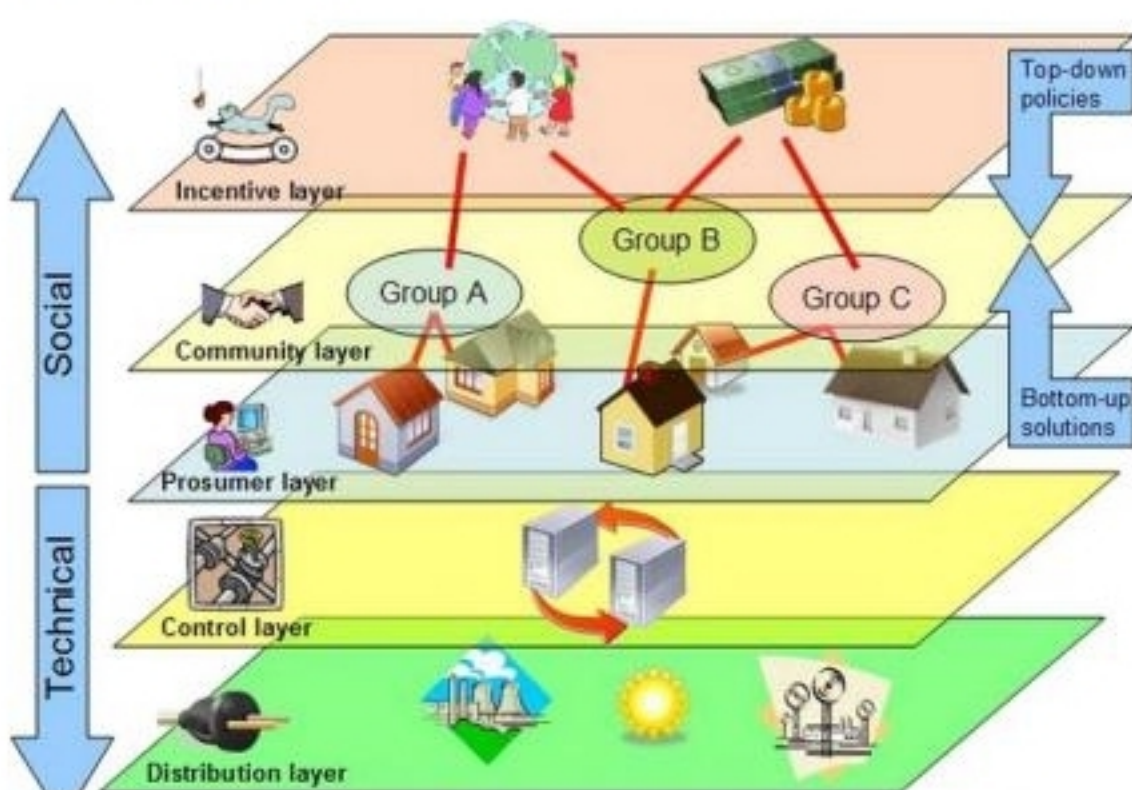 Top-down
policies
Incentive layer
Group B
Group A
Group C
Community layer
Social
Bottom-up
solutions
Prosumer layer
Control layer
Technical
Distribution layer